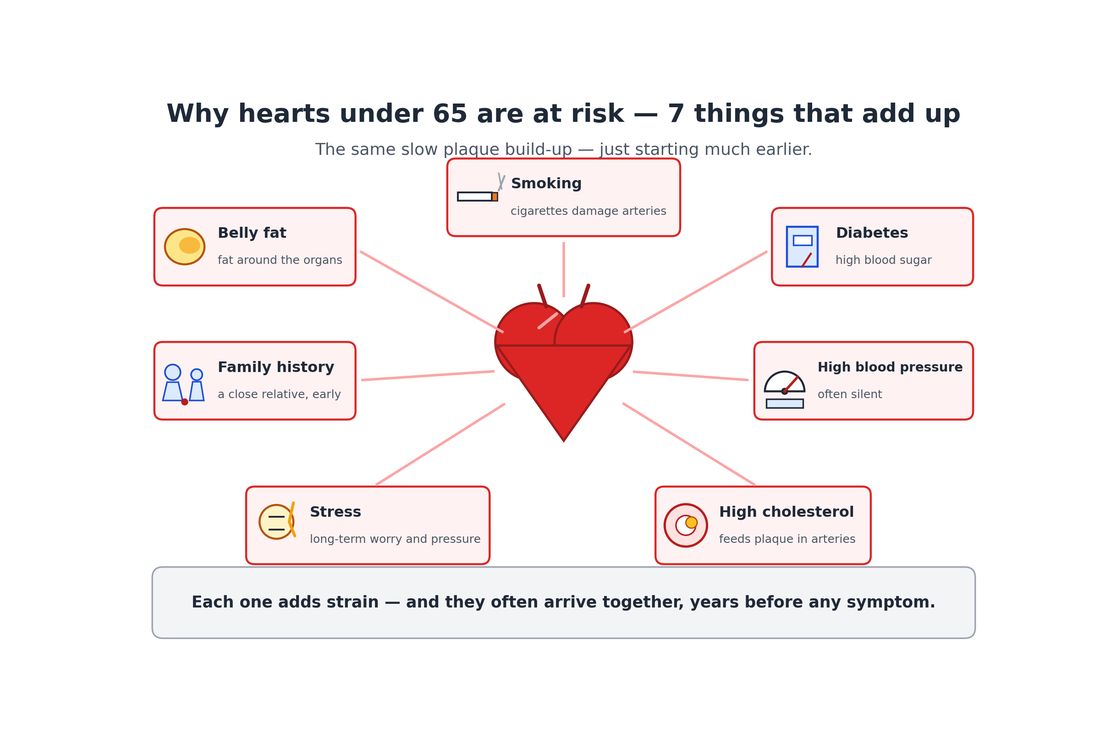 Why hearts under 65 are at risk — 7 things that add up
The same slow plaque build-up — just starting much earlier.
Smoking
cigarettes damage arteries
Belly fat
fat around the organs
Diabetes
high blood sugar
Family history
a close relative, early
High blood pressure
often silent
Stress
long-term worry and pressure
High cholesterol
feeds plaque in arteries
Each one adds strain — and they often arrive together, years before any symptom.